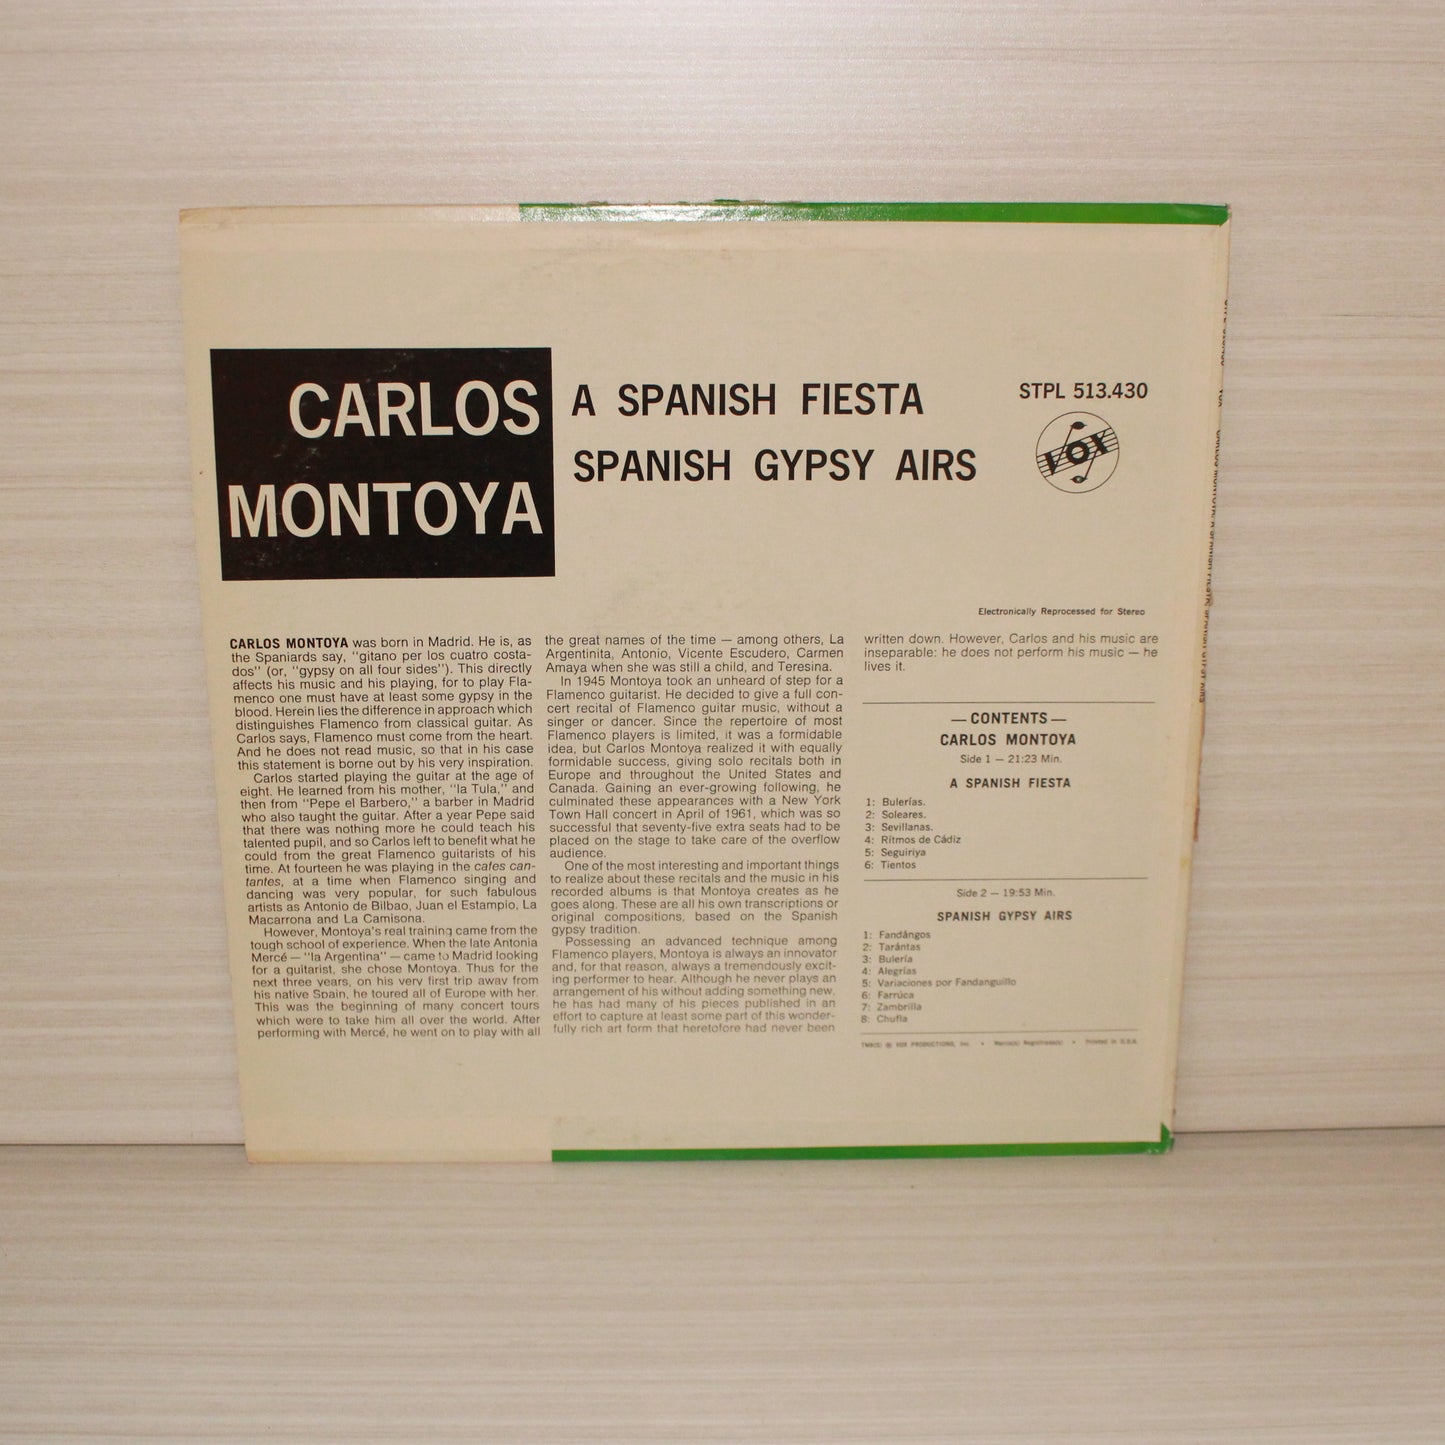 CARLOS
MONTOYA
A SPANISH FIESTA
SPANISH GYPSY AIRS
STPL 513.430
VOX
Electronically Reprocessed for Stereo
CARLOS MONTOYA was born in Madrid. He is, as
the Spaniards say, "gitano per los cuatro costa-
dos" (or, "gypsy on all four sides"). This directly
affects his music and his playing, for to play Fla-
menco one must have at least some gypsy in the
blood. Herein lies the difference in approach which
distinguishes Flamenco from classical guitar. As
Carlos says, Flamenco must come from the heart.
And he does not read music, so that in his case
this statement is borne out by his very inspiration.
Carlos started playing the guitar at the age of
eight. He learned from his mother, "la Tula," and
then from "Pepe el Barbero," a barber in Madrid
who also taught the guitar. After a year Pepe said
that there was nothing more he could teach his
talented pupil, and so Carlos left to benefit what he
could from the great Flamenco guitarists of his
time. At fourteen he was playing in the cafes can-
tantes, at a time when Flamenco singing and
dancing was very popular, for such fabulous
artists as Antonio de Bilbao, Juan el Estampio, La
Macarrona and La Camisona.
However, Montoya's real training came from the
tough school of experience. When the late Antonia
Mercé — "la Argentina" — came to Madrid looking
for a guitarist, she chose Montoya. Thus for the
next three years, on his very first trip away from
his native Spain, he toured all of Europe with her.
This was the beginning of many concert tours
which were to take him all over the world. After
performing with Mercé, he went on to play with all
the great names of the time — among others, La
Argentinita, Antonio, Vicente Escudero, Carmen
Amaya when she was still a child, and Teresina.
In 1945 Montoya took an unheard of step for a
Flamenco guitarist. He decided to give a full con-
cert recital of Flamenco guitar music, without a
singer or dancer. Since the repertoire of most
Flamenco players is limited, it was a formidable
idea, but Carlos Montoya realized it with equally
formidable success, giving solo recitals both in
Europe and throughout the United States and
Canada. Gaining an ever-growing following, he
culminated these appearances with a New York
Town Hall concert in April of 1961, which was so
successful that seventy-five extra seats had to be
placed on the stage to take care of the overflow
audience.
One of the most interesting and important things
to realize about these recitals and the music in his
recorded albums is that Montoya creates as he
goes along. These are all his own transcriptions or
original compositions, based on the Spanish
gypsy tradition.
Possessing an advanced technique among
Flamenco players, Montoya is always an innovator
and, for that reason, always a tremendously excit-
ing performer to hear. Although he never plays an
arrangement of his without adding something new,
he has had many of his pieces published in an
effort to capture at least some part of this wonder-
fully rich art form that heretofore had never been
written down. However, Carlos and his music are
inseparable: he does not perform his music — he
lives it.
— CONTENTS —
CARLOS MONTOYA
Side 1 — 21:23 Min.
A SPANISH FIESTA
1: Bulerías.
2: Soleares.
3: Sevillanas.
4: Rítmos de Cádiz
5: Seguiriya
6: Tientos
Side 2 — 19:53 Min.
SPANISH GYPSY AIRS
1: Fandángos
2: Tarántas
3: Bulería
4: Alegrías
5: Variaciones por Fandanguillo
6: Farrúca
7: Zambrilla
8: Chufla
VOX PRODUCTIONS, Inc. • Marca(s) Registrada(s) • Printed in U.S.A.